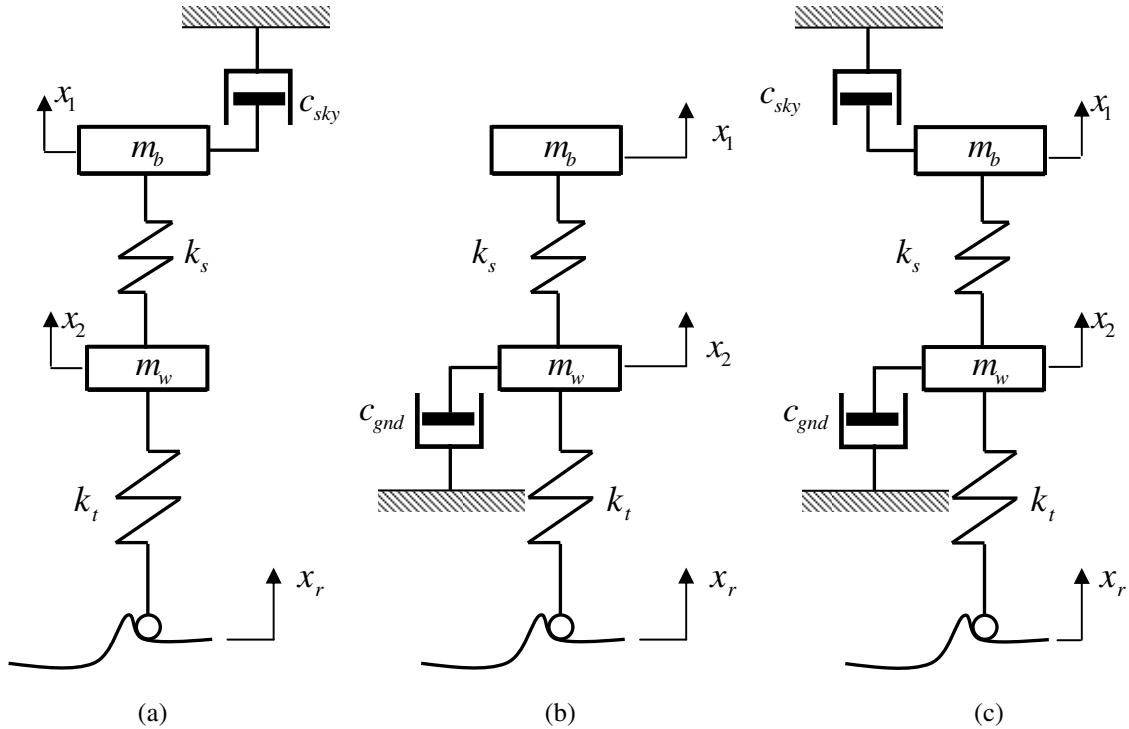 x₁
c_sky
m_b
k_s
x₂
m_w
k_t
x_r
(a)
x₁
m_b
k_s
x₂
m_w
c_gnd
k_t
x_r
(b)
c_sky
x₁
m_b
k_s
x₂
m_w
c_gnd
k_t
x_r
(c)